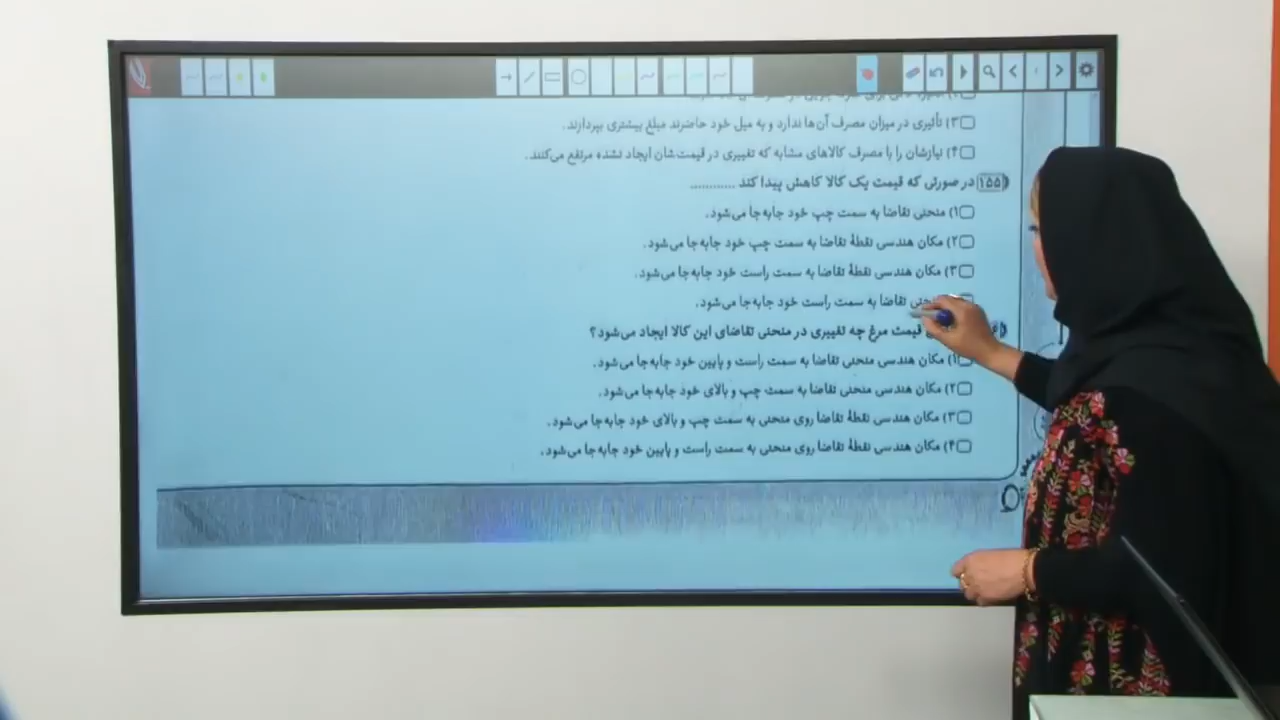 ۳) تأثیری در میزان مصرف آن‌ها ندارد و به میل خود حاضرند مبلغ بیشتری بپردازند.
۴) نیازشان را با مصرف کالاهای مشابه که تغییری در قیمت‌شان ایجاد نشده مرتفع می‌کنند.
۱۵۵) در صورتی که قیمت یک کالا کاهش پیدا کند ............
۱) منحنی تقاضا به سمت چپ خود جابه‌جا می‌شود.
۲) مکان هندسی نقطهٔ تقاضا به سمت چپ خود جابه‌جا می‌شود.
۳) مکان هندسی نقطهٔ تقاضا به سمت راست خود جابه‌جا می‌شود.
منحنی تقاضا به سمت راست خود جابه‌جا می‌شود.
قیمت مرغ چه تغییری در منحنی تقاضای این کالا ایجاد می‌شود؟
۱) مکان هندسی منحنی تقاضا به سمت راست و پایین خود جابه‌جا می‌شود.
۲) مکان هندسی منحنی تقاضا به سمت چپ و بالای خود جابه‌جا می‌شود.
۳) مکان هندسی نقطهٔ تقاضا روی منحنی به سمت چپ و بالای خود جابه‌جا می‌شود.
۴) مکان هندسی نقطهٔ تقاضا روی منحنی به سمت راست و پایین خود جابه‌جا می‌شود.